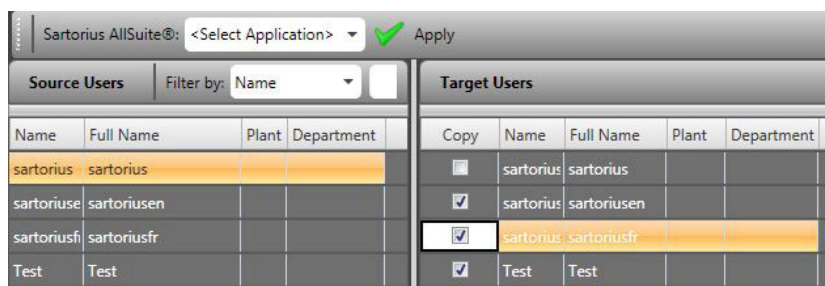 Sartorius AllSuite®: <Select Application> Apply
Source Users Filter by: Name Target Users
Name Full Name Plant Department Copy Name Full Name Plant Department
sartorius sartorius sartorius sartorius
sartoriuse sartoriusen sartorius sartoriusen
sartoriusfr sartoriusfr sartorius sartoriusfr
Test Test Test Test